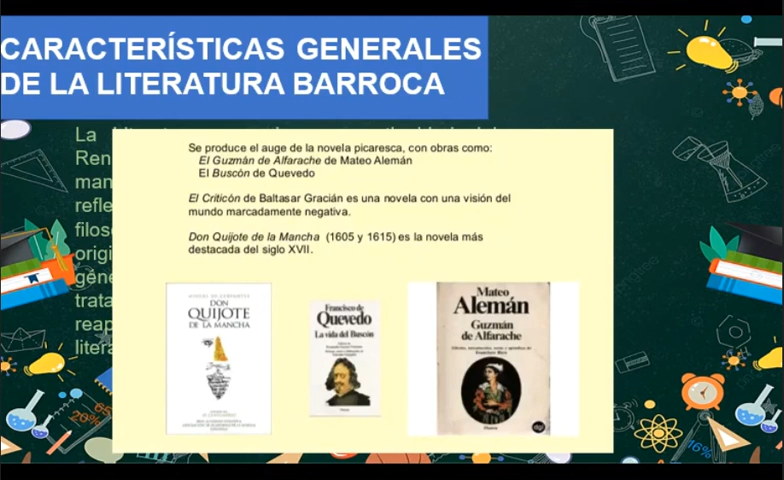 CARACTERÍSTICAS GENERALES
DE LA LITERATURA BARROCA
La
Ren
man
refle
filoso
origi
géne
trata
reap
litera
Se produce el auge de la novela picaresca, con obras como:
El Guzmán de Alfarache de Mateo Alemán
El Buscón de Quevedo
El Criticón de Baltasar Gracián es una novela con una visión del
mundo marcadamente negativa.
Don Quijote de la Mancha (1605 y 1615) es la novela más
destacada del siglo XVII.
DON
QUIJOTE
DE LA MANCHA
Francisco de
Quevedo
La vida del Buscón
Mateo
Alemán
Guzmán
de Alfarache
20%
16%